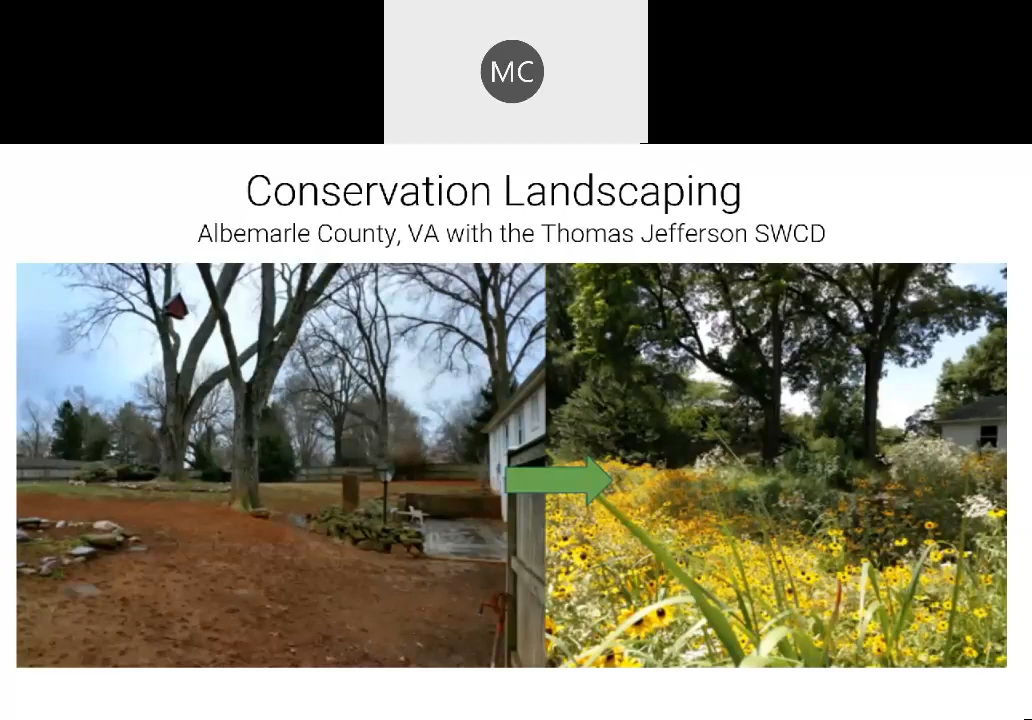 MC
Conservation Landscaping
Albemarle County, VA with the Thomas Jefferson SWCD